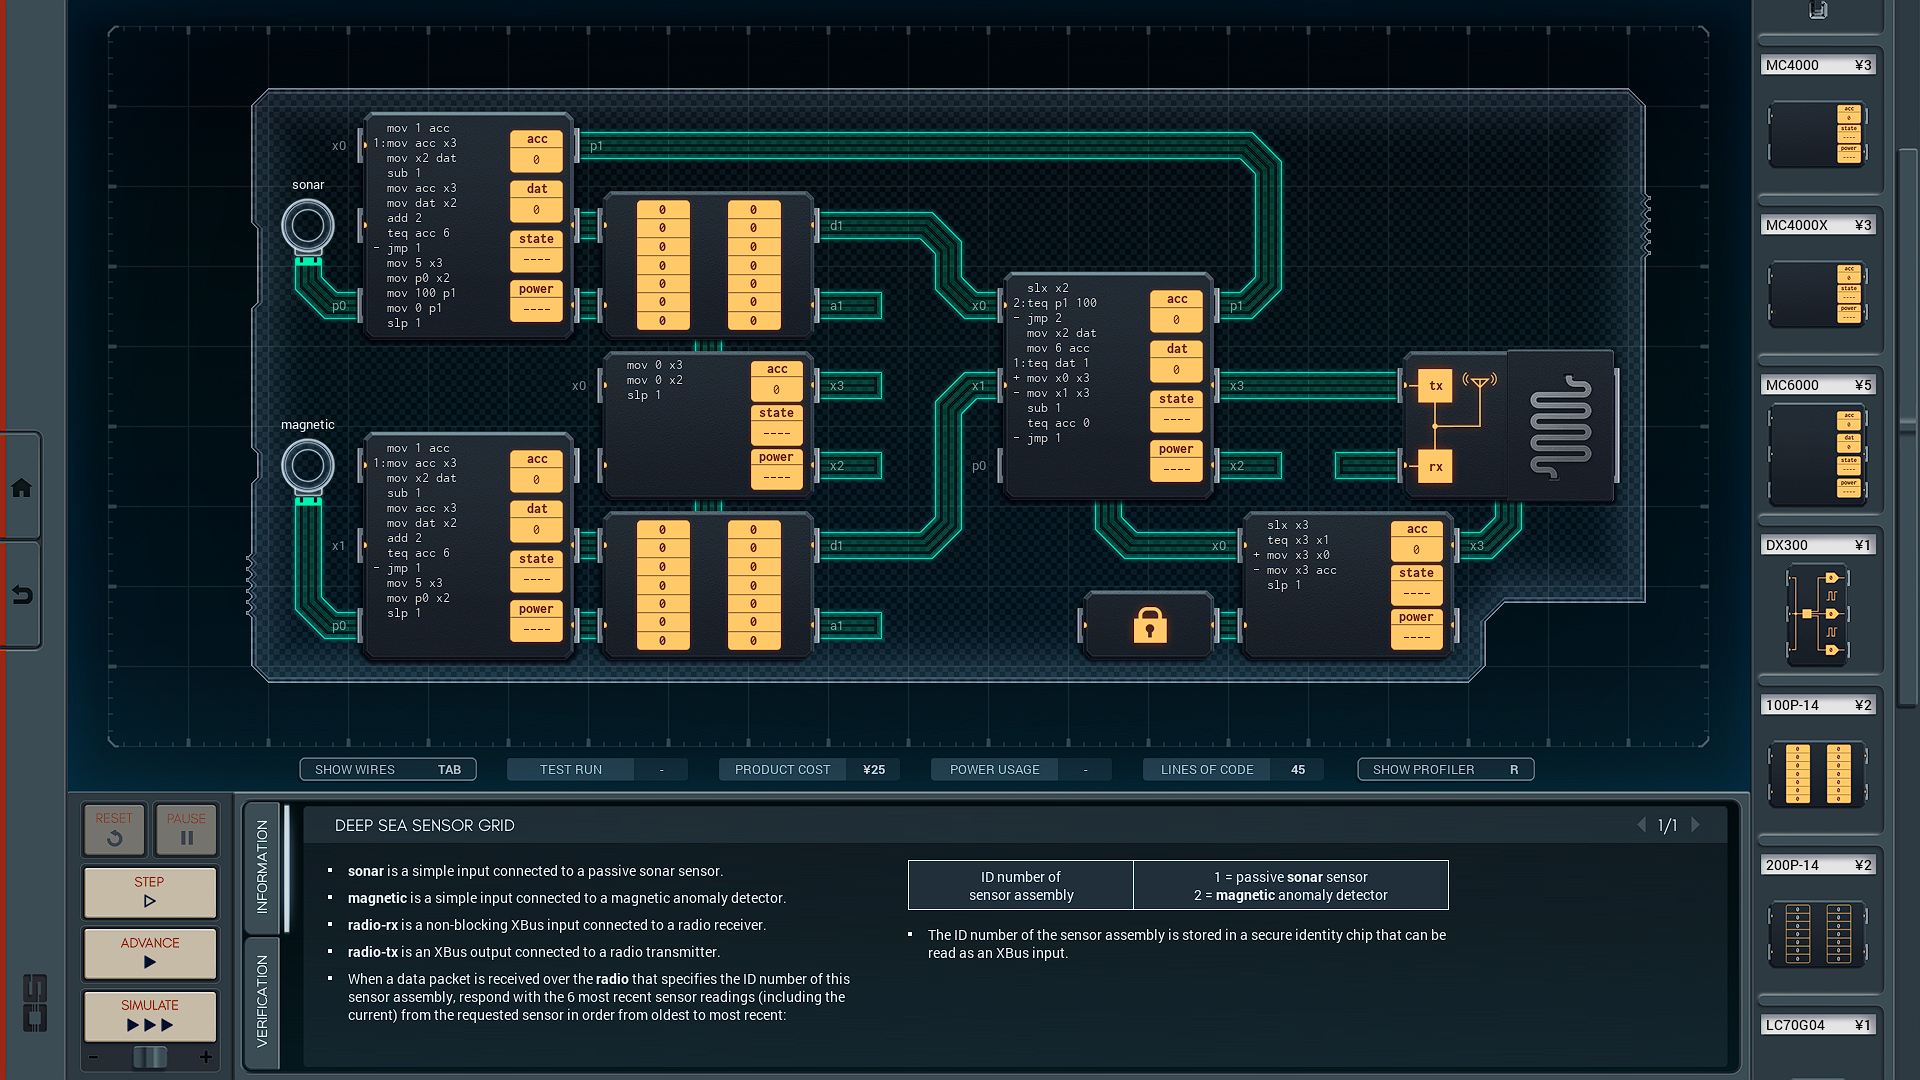 sonar
x0
mov 1 acc
1:mov acc x3
mov x2 dat
sub 1
mov acc x3
mov dat x2
add 2
teq acc 6
- jmp 1
mov 5 x3
mov p0 x2
mov 100 p1
mov 0 p1
slp 1
acc
0
dat
0
state
----
power
----
p1
p0
0 0
0 0
0 0
0 0
0 0
0 0
0 0
d1
a1
x0
mov 0 x3
mov 0 x2
slp 1
acc
0
state
----
power
----
x3
x2
magnetic
x1
p0
mov 1 acc
1:mov acc x3
mov x2 dat
sub 1
mov acc x3
mov dat x2
add 2
teq acc 6
- jmp 1
mov 5 x3
mov p0 x2
slp 1
acc
0
dat
0
state
----
power
----
0 0
0 0
0 0
0 0
0 0
0 0
0 0
d1
a1
x0
x1
p0
slx x2
2:teq p1 100
- jmp 2
mov x2 dat
mov 6 acc
1:teq dat 1
+ mov x0 x3
- mov x1 x3
sub 1
teq acc 0
- jmp 1
acc
0
dat
0
state
----
power
----
p1
x3
x2
tx
rx
x0
slx x3
teq x3 x1
+ mov x3 x0
- mov x3 acc
slp 1
acc
0
state
----
power
----
x3
MC4000 ¥3
acc
0
state
----
power
----
MC4000X ¥3
acc
0
state
----
power
----
MC6000 ¥5
acc
0
dat
0
state
----
power
----
DX300 ¥1
100P-14 ¥2
200P-14 ¥2
LC70G04 ¥1
SHOW WIRES TAB
TEST RUN -
PRODUCT COST ¥25
POWER USAGE -
LINES OF CODE 45
SHOW PROFILER R
RESET
PAUSE
STEP
ADVANCE
SIMULATE
- +
INFORMATION
VERIFICATION
DEEP SEA SENSOR GRID
1/1
▪ sonar is a simple input connected to a passive sonar sensor.
▪ magnetic is a simple input connected to a magnetic anomaly detector.
▪ radio-rx is a non-blocking XBus input connected to a radio receiver.
▪ radio-tx is an XBus output connected to a radio transmitter.
▪ When a data packet is received over the radio that specifies the ID number of this
sensor assembly, respond with the 6 most recent sensor readings (including the
current) from the requested sensor in order from oldest to most recent:
ID number of
sensor assembly
1 = passive sonar sensor
2 = magnetic anomaly detector
▪ The ID number of the sensor assembly is stored in a secure identity chip that can be
read as an XBus input.